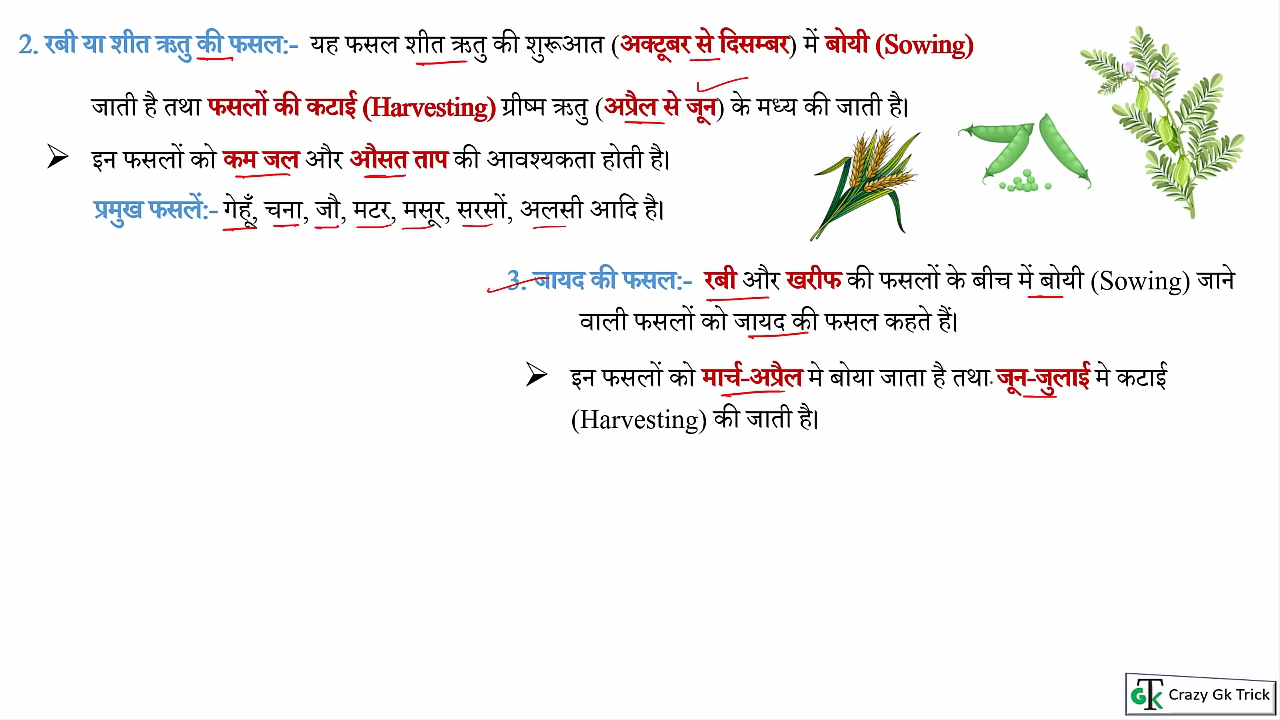 2. रबी या शीत ऋतु की फसल:- यह फसल शीत ऋतु की शुरूआत (अक्टूबर से दिसम्बर) में बोयी (Sowing)
जाती है तथा फसलों की कटाई (Harvesting) ग्रीष्म ऋतु (अप्रैल से जून) के मध्य की जाती है।
➢ इन फसलों को कम जल और औसत ताप की आवश्यकता होती है।
प्रमुख फसलें:- गेहूँ, चना, जौ, मटर, मसूर, सरसों, अलसी आदि है।
3. जायद की फसल:- रबी और खरीफ की फसलों के बीच में बोयी (Sowing) जाने
वाली फसलों को जायद की फसल कहते हैं।
➢ इन फसलों को मार्च-अप्रैल मे बोया जाता है तथा जून-जुलाई मे कटाई
(Harvesting) की जाती है।
GTK Crazy Gk Trick